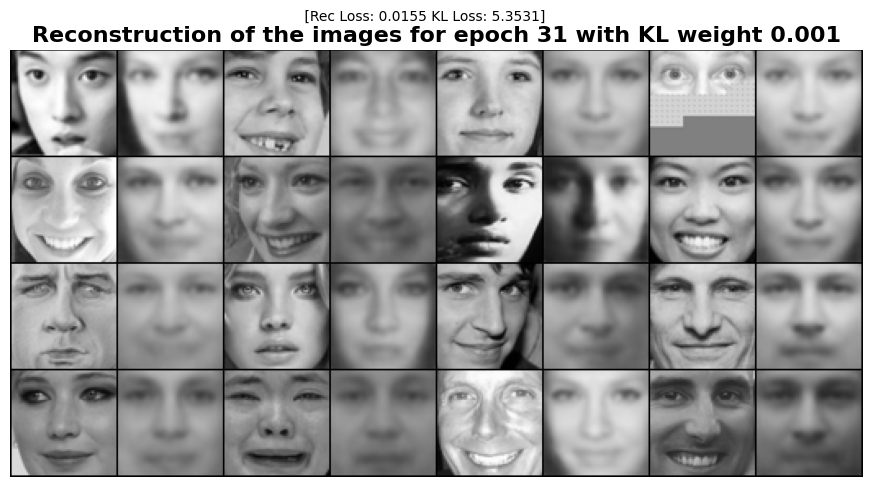 [Rec Loss: 0.0155 KL Loss: 5.3531]
Reconstruction of the images for epoch 31 with KL weight 0.001